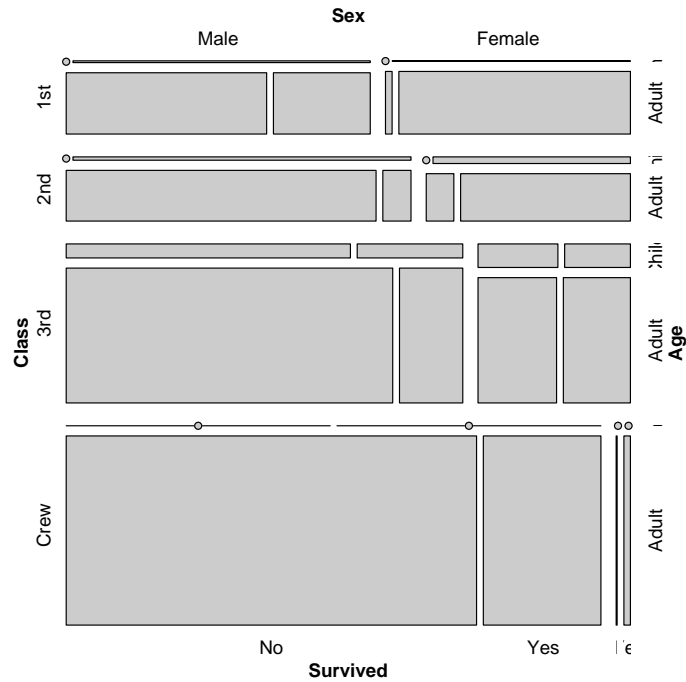 Sex
Male Female
1st
Adult
2nd
Adult
3rd
Adult
Class
Age
Crew
Adult
No Yes
Survived